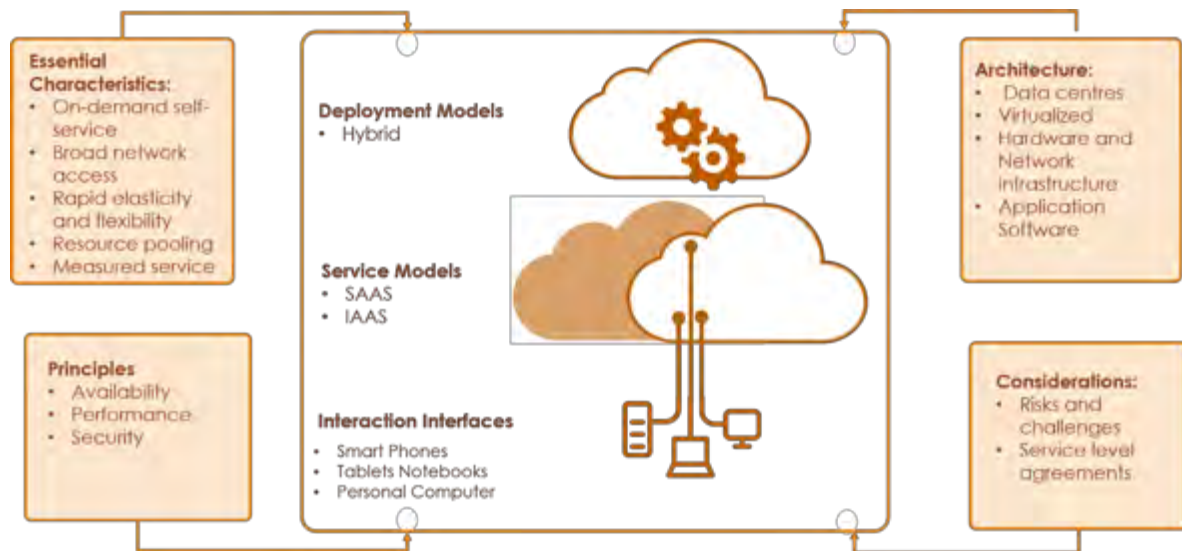 Essential
Characteristics:
• On-demand self-
service
• Broad network
access
• Rapid elasticity
and flexibility
• Resource pooling
• Measured service
Principles
• Availability
• Performance
• Security
Deployment Models
• Hybrid
Service Models
• SAAS
• IAAS
Interaction Interfaces
• Smart Phones
• Tablets Notebooks
• Personal Computer
Architecture:
• Data centres
• Virtualized
• Hardware and
Network
infrastructure
• Application
Software
Considerations:
• Risks and
challenges
• Service level
agreements